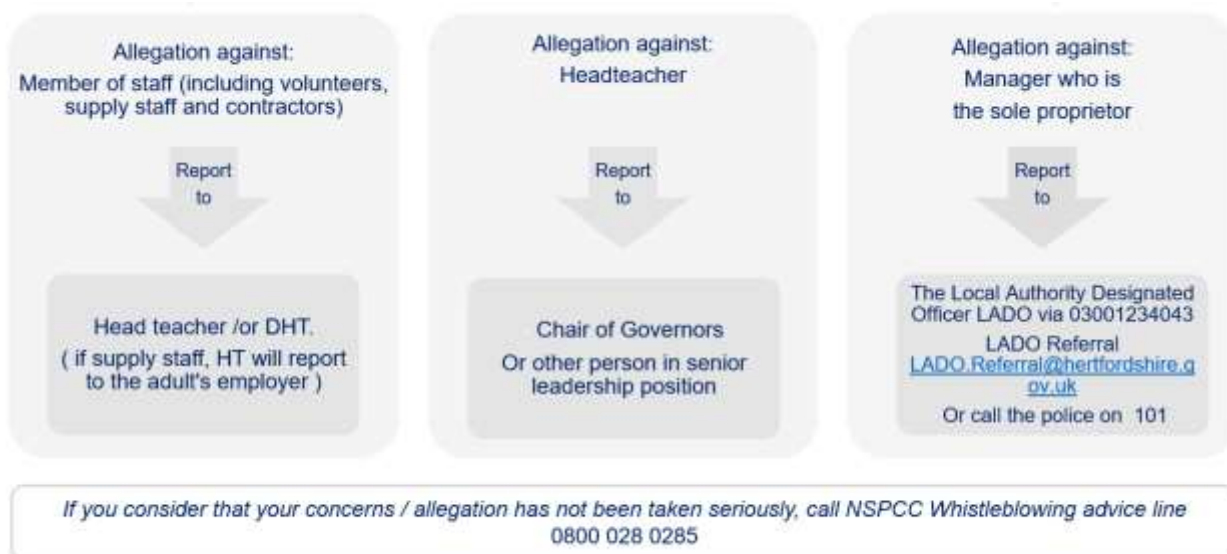 Allegation against:
Member of staff (including volunteers,
supply staff and contractors)
Report
to
Head teacher /or DHT.
( if supply staff, HT will report
to the adult's employer )
Allegation against:
Headteacher
Report
to
Chair of Governors
Or other person in senior
leadership position
Allegation against:
Manager who is
the sole proprietor
Report
to
The Local Authority Designated
Officer LADO via 03001234043
LADO Referral
LADO.Referral@hertfordshire.g
ov.uk
Or call the police on 101
If you consider that your concerns / allegation has not been taken seriously, call NSPCC Whistleblowing advice line
0800 028 0285